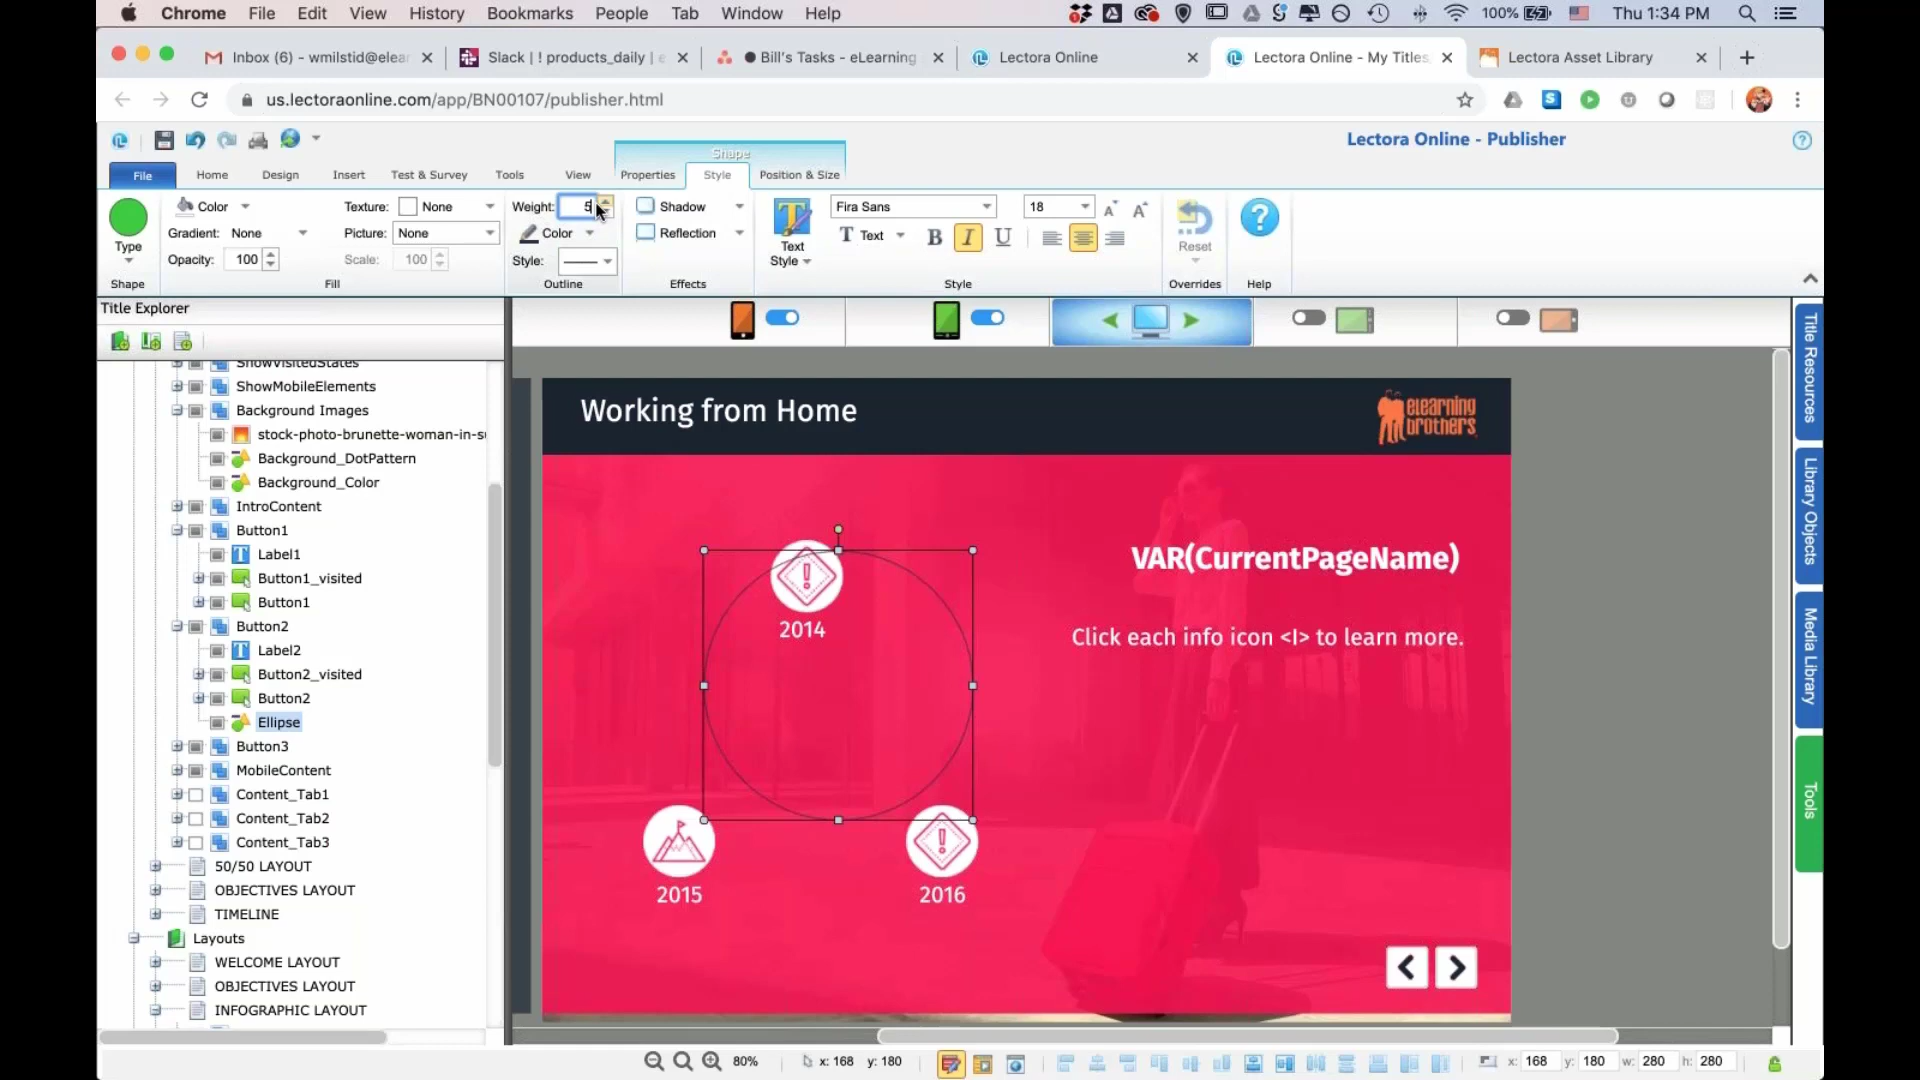 Chrome File Edit View History Bookmarks People Tab Window Help 100% Thu 1:34 PM
Inbox (6) - wmilstid@elear
Slack | ! products_daily | e
Bill's Tasks - eLearning
Lectora Online
Lectora Online - My Titles,
Lectora Asset Library
us.lectoraonline.com/app/BN00107/publisher.html
Lectora Online - Publisher
Shape
File Home Design Insert Test & Survey Tools View Properties Style Position & Size
Color Texture: None Weight: 5 Shadow Fira Sans 18
Type Gradient: None Picture: None Color Reflection Text Style Text B I U Reset
Opacity: 100 Scale: 100 Style:
Shape Fill Outline Effects Style Overrides Help
Title Explorer
ShowVisitedStates
ShowMobileElements
Background Images
stock-photo-brunette-woman-in-su
Background_DotPattern
Background_Color
IntroContent
Button1
Label1
Button1_visited
Button1
Button2
Label2
Button2_visited
Button2
Ellipse
Button3
MobileContent
Content_Tab1
Content_Tab2
Content_Tab3
50/50 LAYOUT
OBJECTIVES LAYOUT
TIMELINE
Layouts
WELCOME LAYOUT
OBJECTIVES LAYOUT
INFOGRAPHIC LAYOUT
Working from Home
eLearning
Brothers
VAR(CurrentPageName)
Click each info icon <I> to learn more.
2014
2015
2016
Title Resources
Library Objects
Media Library
Tools
80% x: 168 y: 180 x: 168 y: 180 w: 280 h: 280